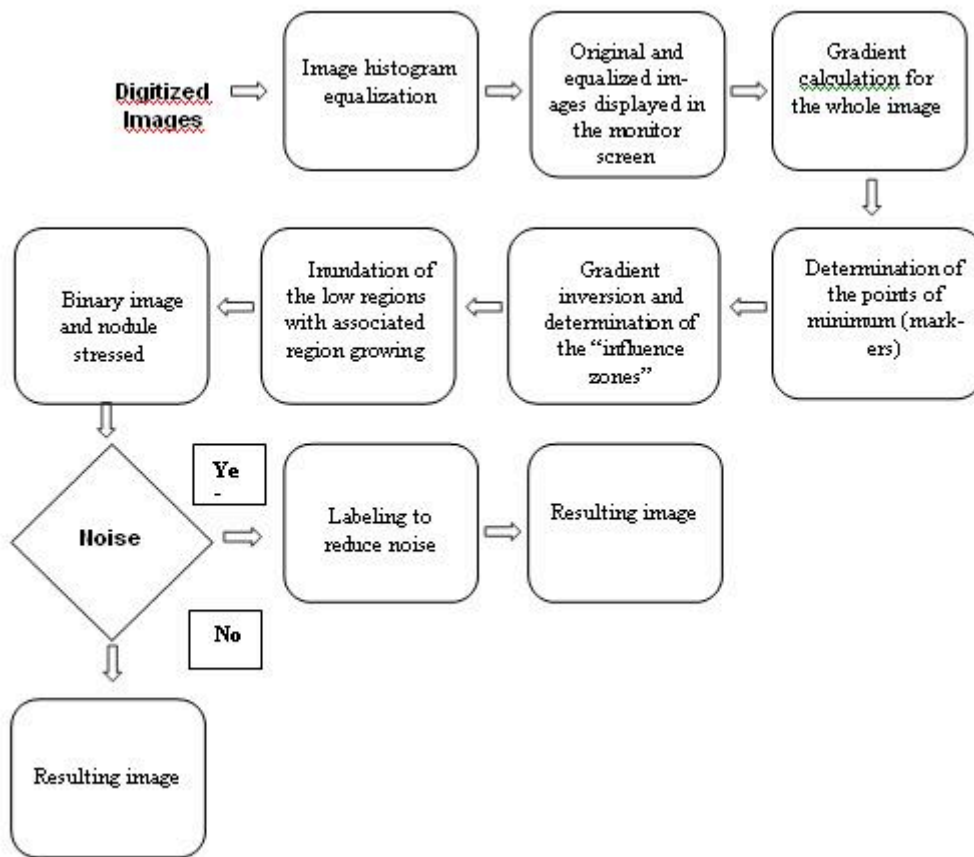 Digitized
Images
Image histogram
equalization
Original and
equalized im-
ages displayed in
the monitor
screen
Gradient
calculation for
the whole image
Determination of
the points of
minimum (mark-
ers)
Gradient
inversion and
determination of
the “influence
zones”
Inundation of
the low regions
with associated
region growing
Binary image
and nodule
stressed
Noise
Ye
No
Labeling to
reduce noise
Resulting image
Resulting image